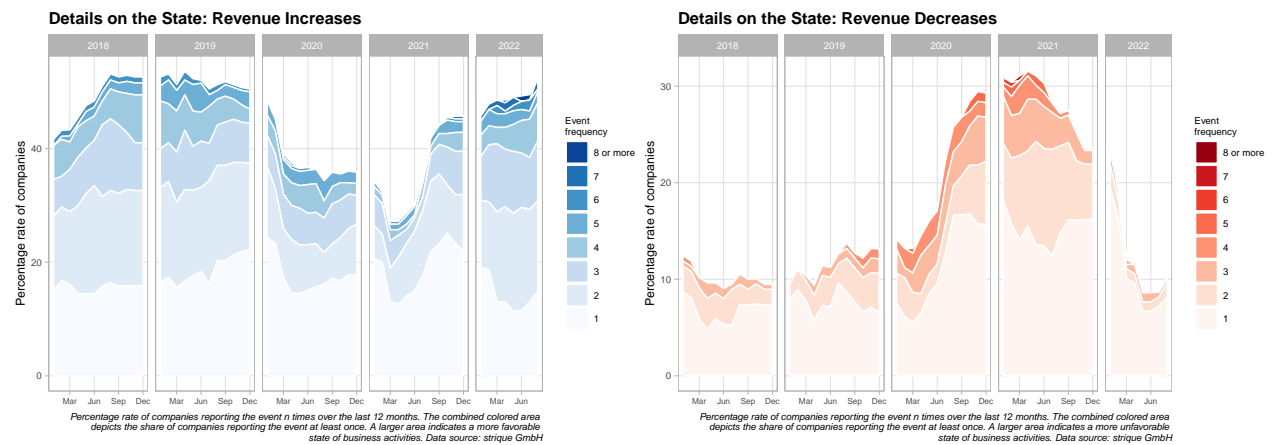 Details on the State: Revenue Increases
2018 2019 2020 2021 2022
Percentage rate of companies
40
20
0
Mar Jun Sep Dec Mar Jun Sep Dec Mar Jun Sep Dec Mar Jun Sep Dec Mar Jun
Event
frequency
8 or more
7
6
5
4
3
2
1
Percentage rate of companies reporting the event n times over the last 12 months. The combined colored area
depicts the share of companies reporting the event at least once. A larger area indicates a more favorable
state of business activities. Data source: strique GmbH
Details on the State: Revenue Decreases
2018 2019 2020 2021 2022
Percentage rate of companies
30
20
10
0
Mar Jun Sep Dec Mar Jun Sep Dec Mar Jun Sep Dec Mar Jun Sep Dec Mar Jun
Event
frequency
8 or more
7
6
5
4
3
2
1
Percentage rate of companies reporting the event n times over the last 12 months. The combined colored area
depicts the share of companies reporting the event at least once. A larger area indicates a more unfavorable
state of business activities. Data source: strique GmbH